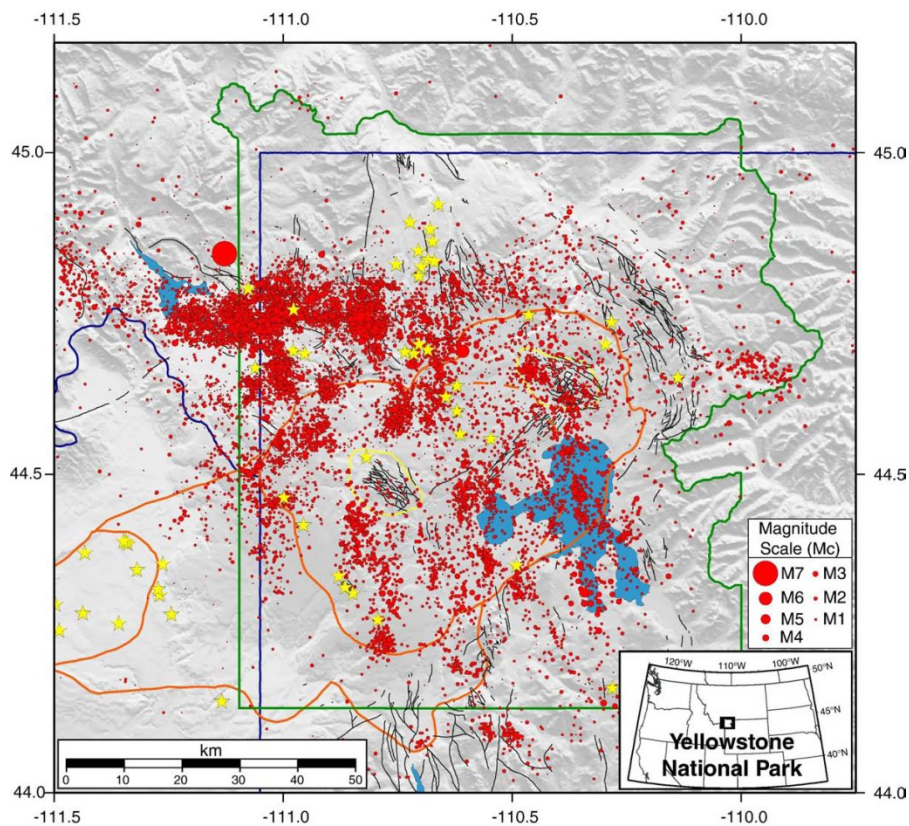 -111.5 -111.0 -110.5 -110.0
45.0 45.0
44.5 44.5
Magnitude
Scale (Mc)
M7 M3
M6 M2
M5 M1
M4
120°W 110°W 100°W 50°N
45°N
40°N
Yellowstone
National Park
km
0 10 20 30 40 50
44.0 44.0
-111.5 -111.0 -110.5 -110.0